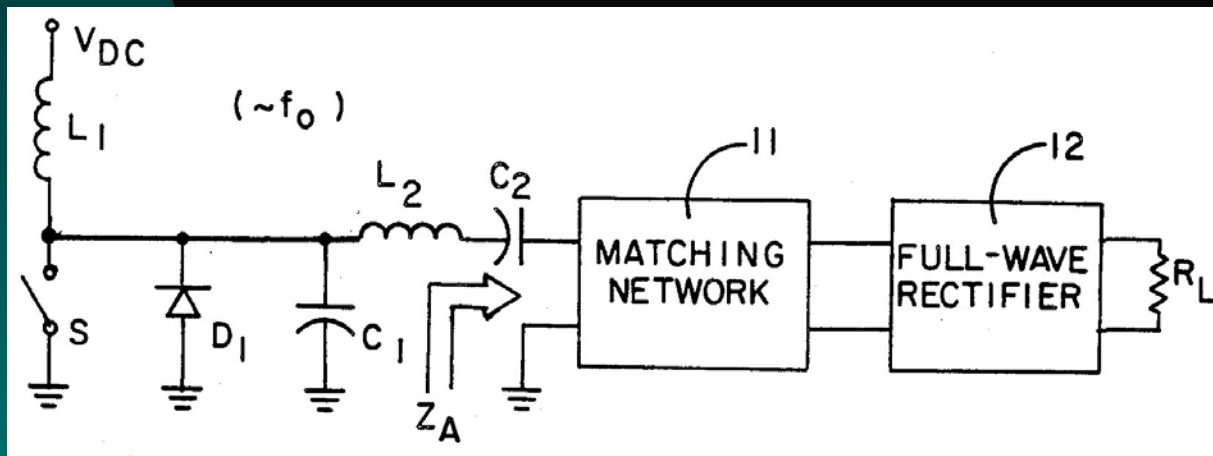 V_DC
L_1
(~f_0)
L_2
C_2
11
12
MATCHING
NETWORK
FULL-WAVE
RECTIFIER
R_L
S
D_1
C_1
Z_A